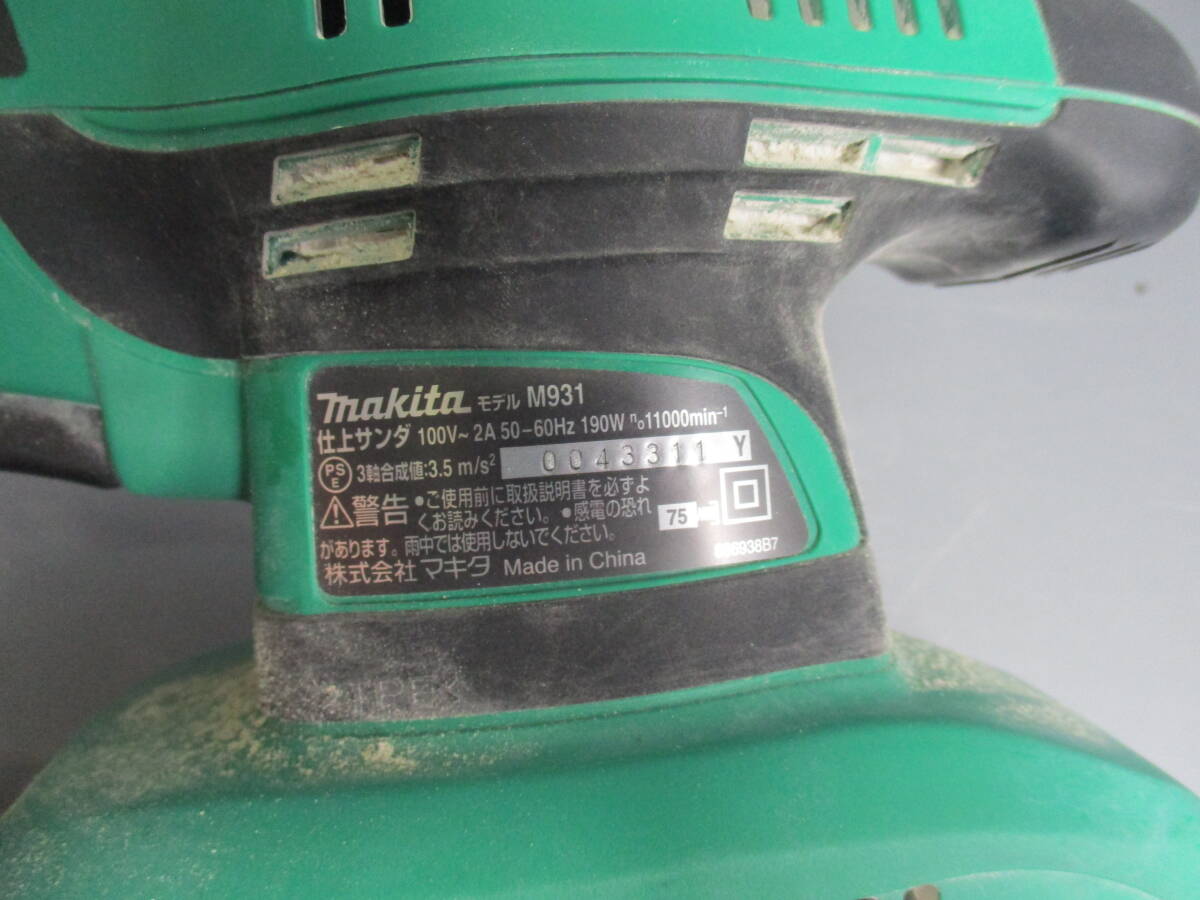 makita モデル M931
仕上サンダ 100V~ 2A 50-60Hz 190W n₀11000min⁻¹
PS E 3軸合成値:3.5 m/s² 0043311 Y
警告 •ご使用前に取扱説明書を必ずよ
くお読みください。•感電の恐れ
があります。雨中では使用しないでください。
75
株式会社 マキタ Made in China